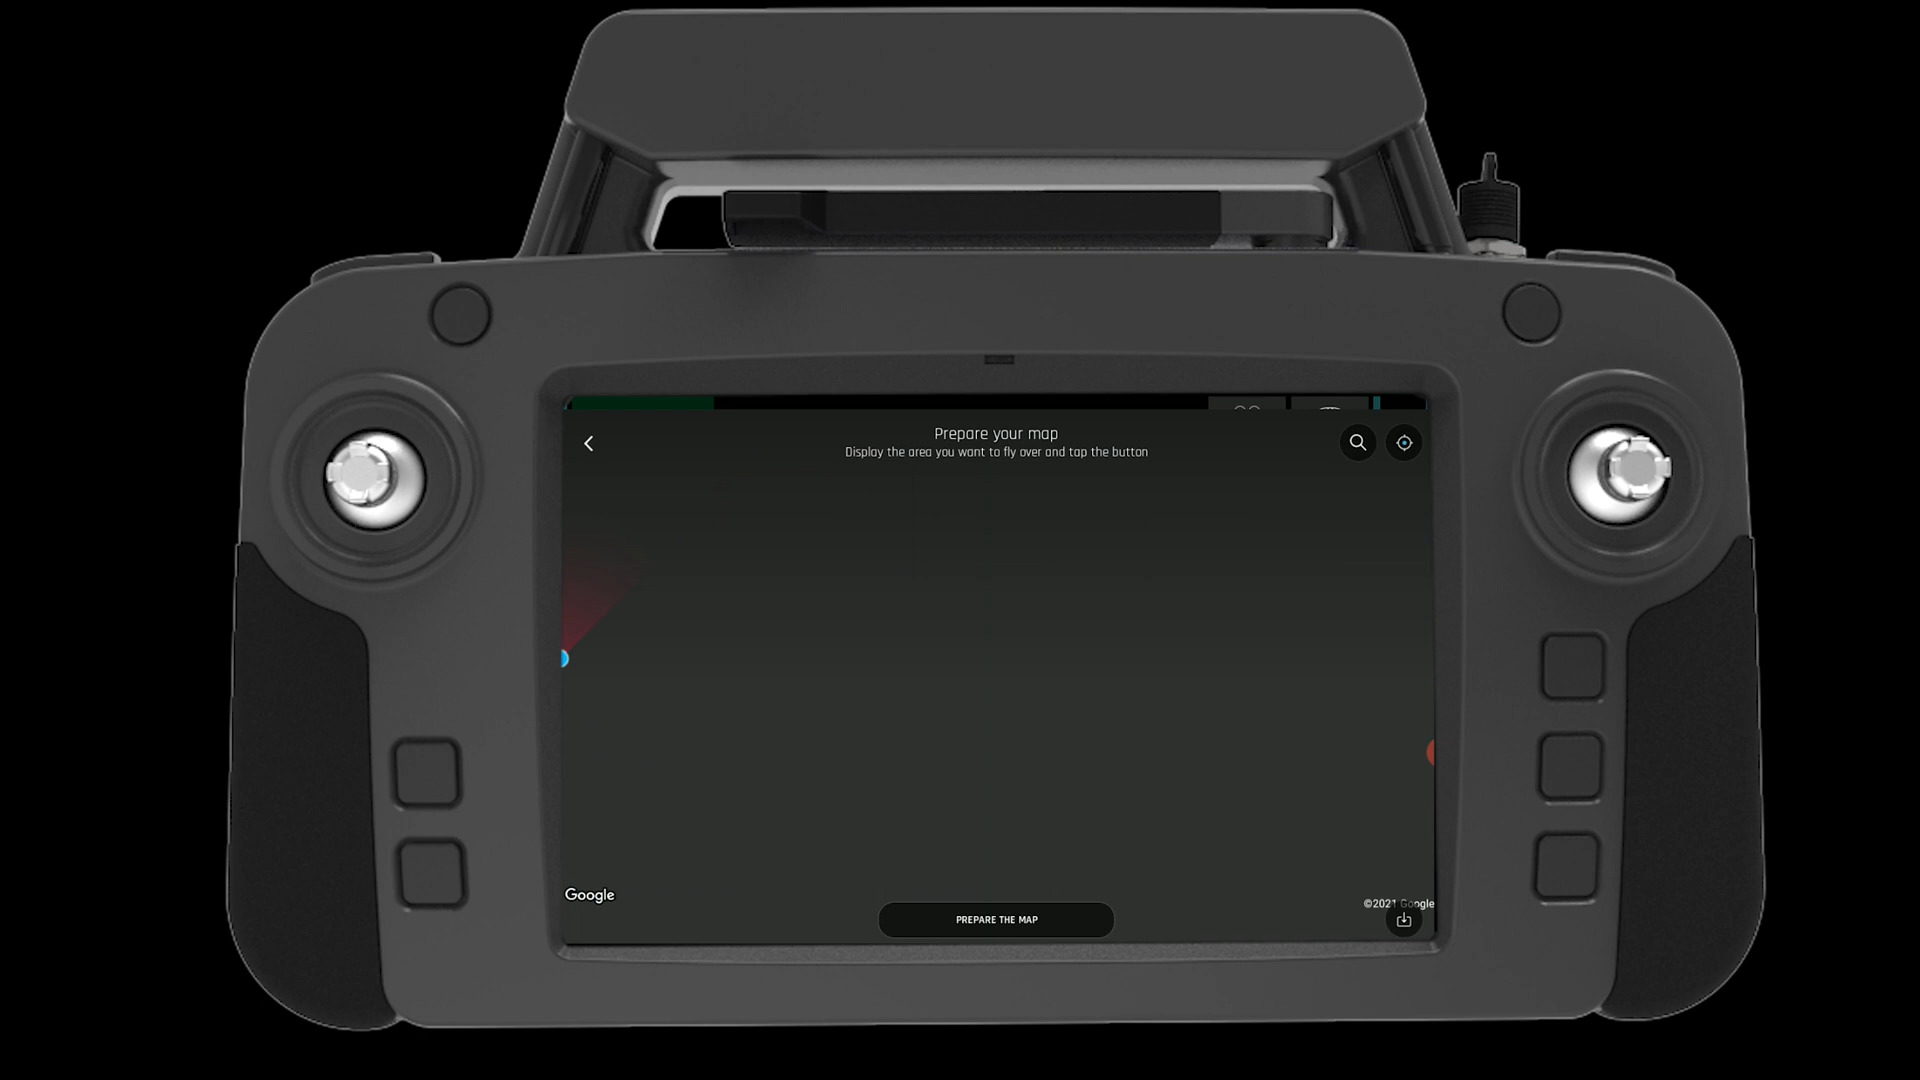 Prepare your map
Display the area you want to fly over and tap the button
Google
©2021 Google
PREPARE THE MAP